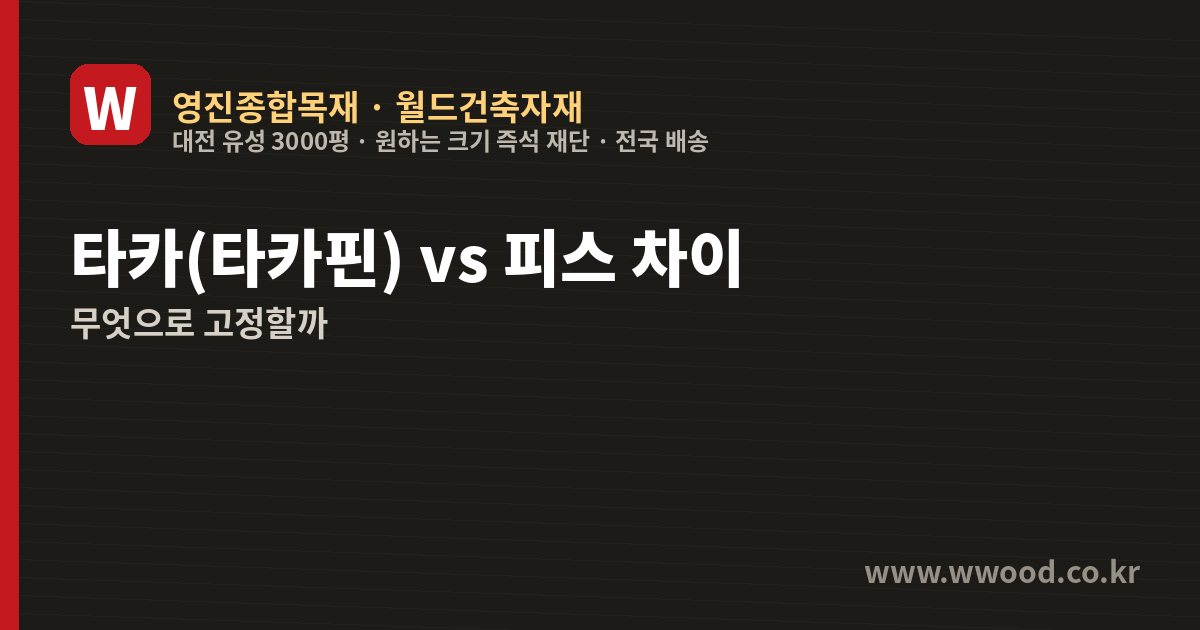 W
영진종합목재 · 월드건축자재
대전 유성 3000평 · 원하는 크기 즉석 재단 · 전국 배송
타카(타카핀) vs 피스 차이
무엇으로 고정할까
www.wwood.co.kr